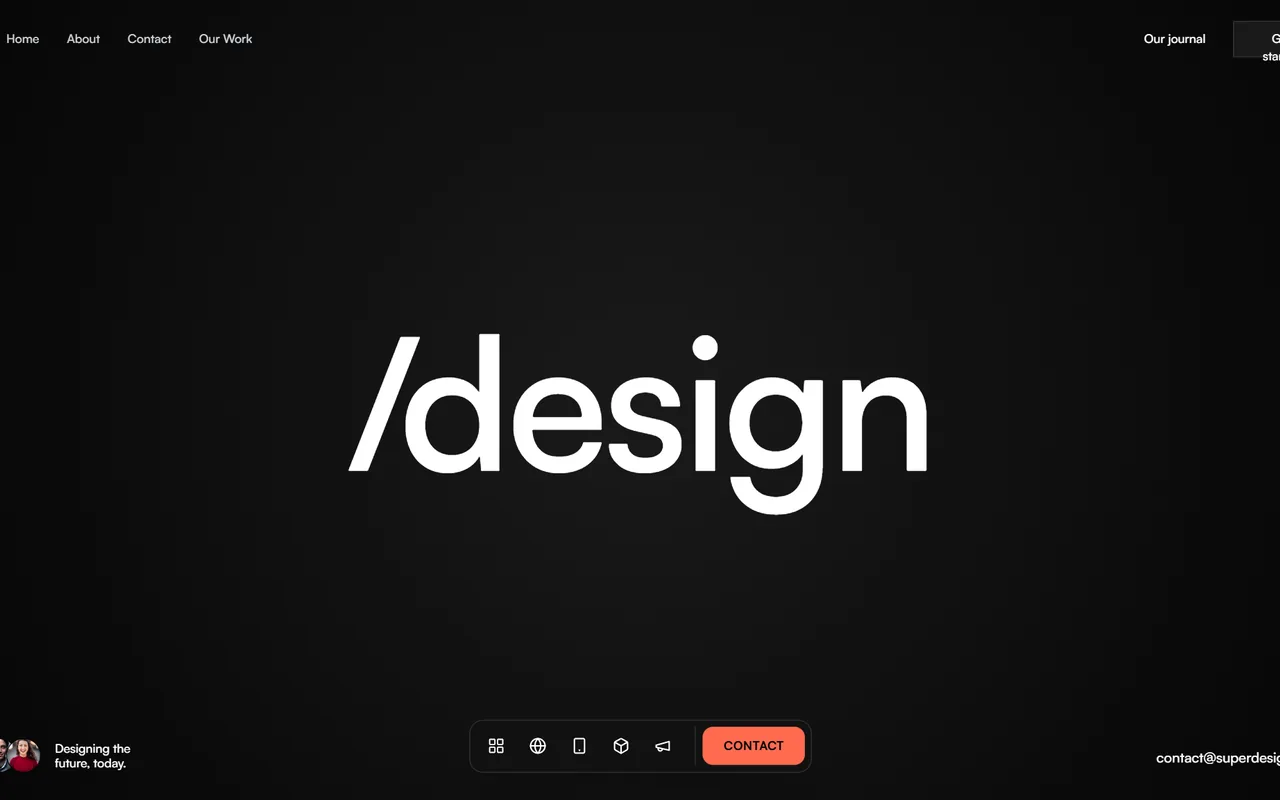 Home About Contact Our Work Our journal
/design
Designing the
future, today.
CONTACT